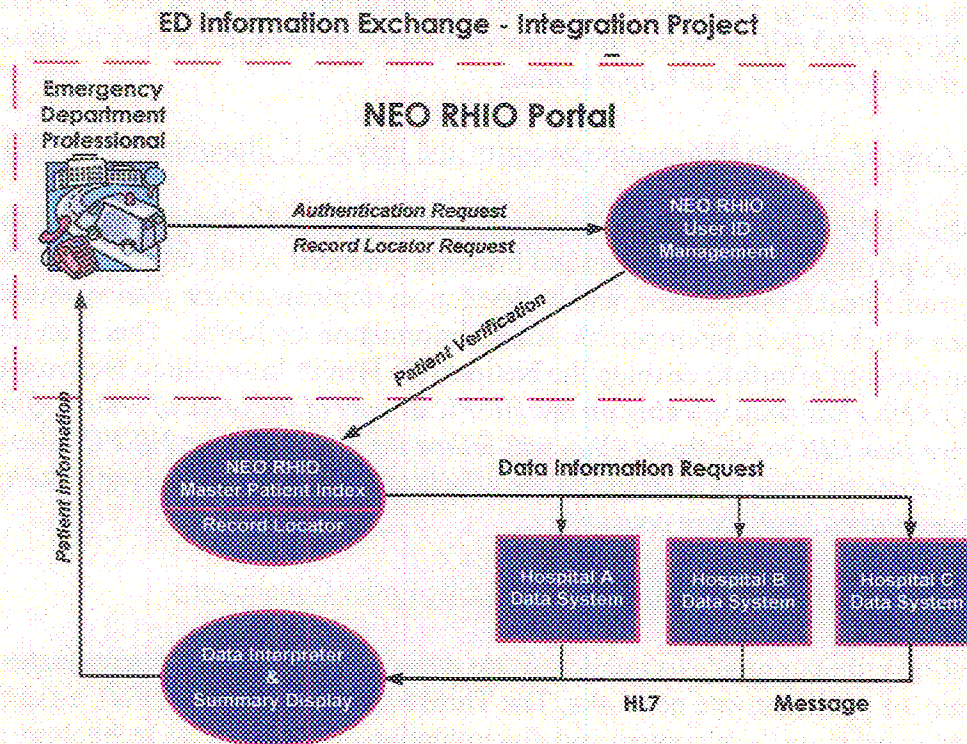 ED Information Exchange - Integration Project
Emergency
Department
Professional
NEO RHIO Portal
Authentication Request
Record Locator Request
NEO RHIO
User ID
Management
Patient Verification
Patient Information
NEO RHIO
Master Patient Index
Record Locator
Data Information Request
Hospital A
Data System
Hospital B
Data System
Hospital C
Data System
Data Interpreter
&
Summary Display
HL7 Message